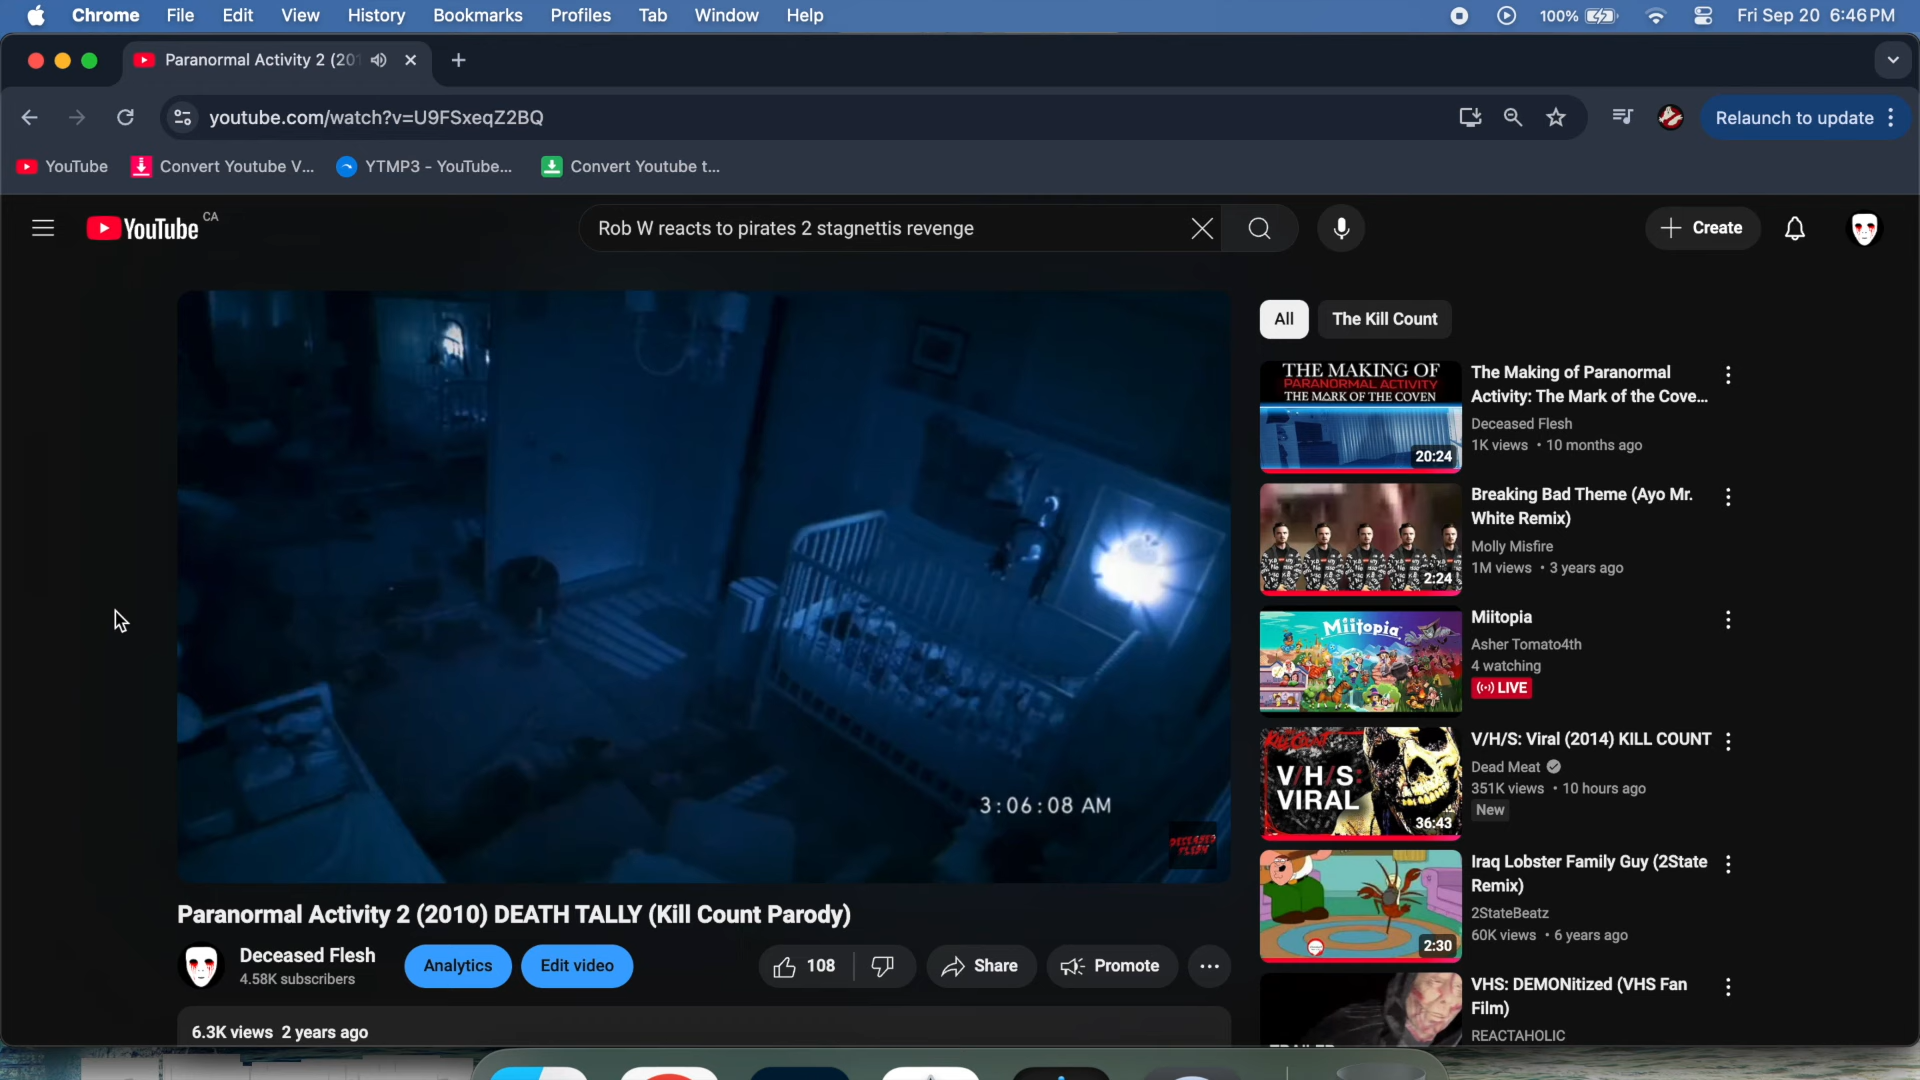 Chrome File Edit View History Bookmarks Profiles Tab Window Help 100% Fri Sep 20 6:46 PM
Paranormal Activity 2 (201
youtube.com/watch?v=U9FSxeqZ2BQ Relaunch to update
YouTube Convert Youtube V... YTMP3 - YouTube... Convert Youtube t...
YouTube CA Rob W reacts to pirates 2 stagnettis revenge Create
3:06:08 AM
DECEASED
FLESH
Paranormal Activity 2 (2010) DEATH TALLY (Kill Count Parody)
Deceased Flesh
4.58K subscribers
Analytics Edit video 108 Share Promote
6.3K views 2 years ago
All The Kill Count
THE MAKING OF
PARANORMAL ACTIVITY
THE MARK OF THE COVEN
20:24
The Making of Paranormal
Activity: The Mark of the Cove...
Deceased Flesh
1K views • 10 months ago
2:24
Breaking Bad Theme (Ayo Mr.
White Remix)
Molly Misfire
1M views • 3 years ago
Miitopia
Miitopia
Asher Tomato4th
4 watching
LIVE
V/H/S:
VIRAL
36:43
V/H/S: Viral (2014) KILL COUNT
Dead Meat
351K views • 10 hours ago
New
2:30
Iraq Lobster Family Guy (2State
Remix)
2StateBeatz
60K views • 6 years ago
VHS: DEMONitized (VHS Fan
Film)
REACTAHOLIC